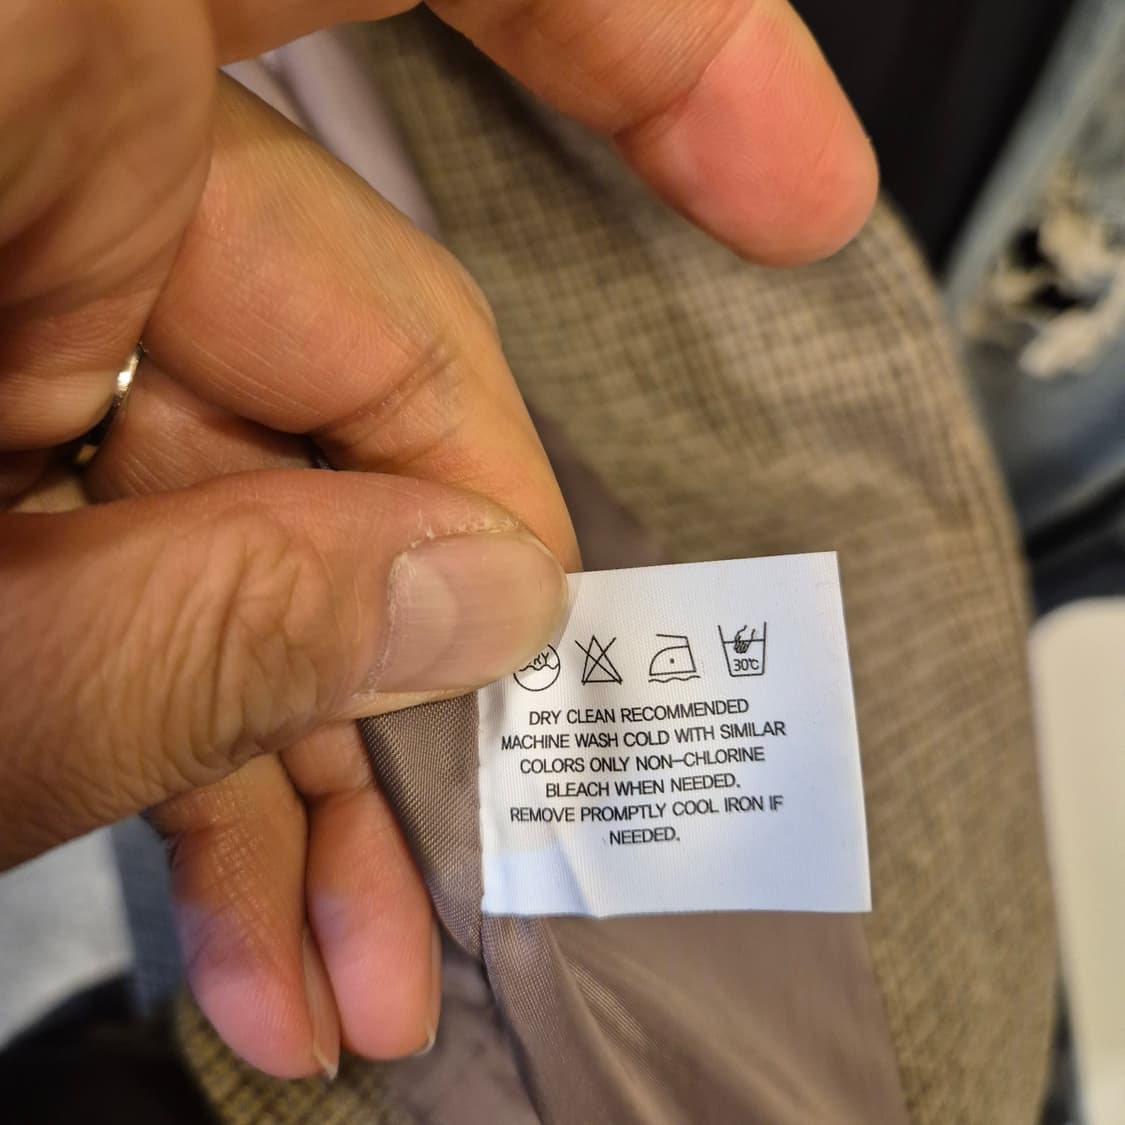 RY
30℃
DRY CLEAN RECOMMENDED
MACHINE WASH COLD WITH SIMILAR
COLORS ONLY NON-CHLORINE
BLEACH WHEN NEEDED.
REMOVE PROMPTLY COOL IRON IF
NEEDED.